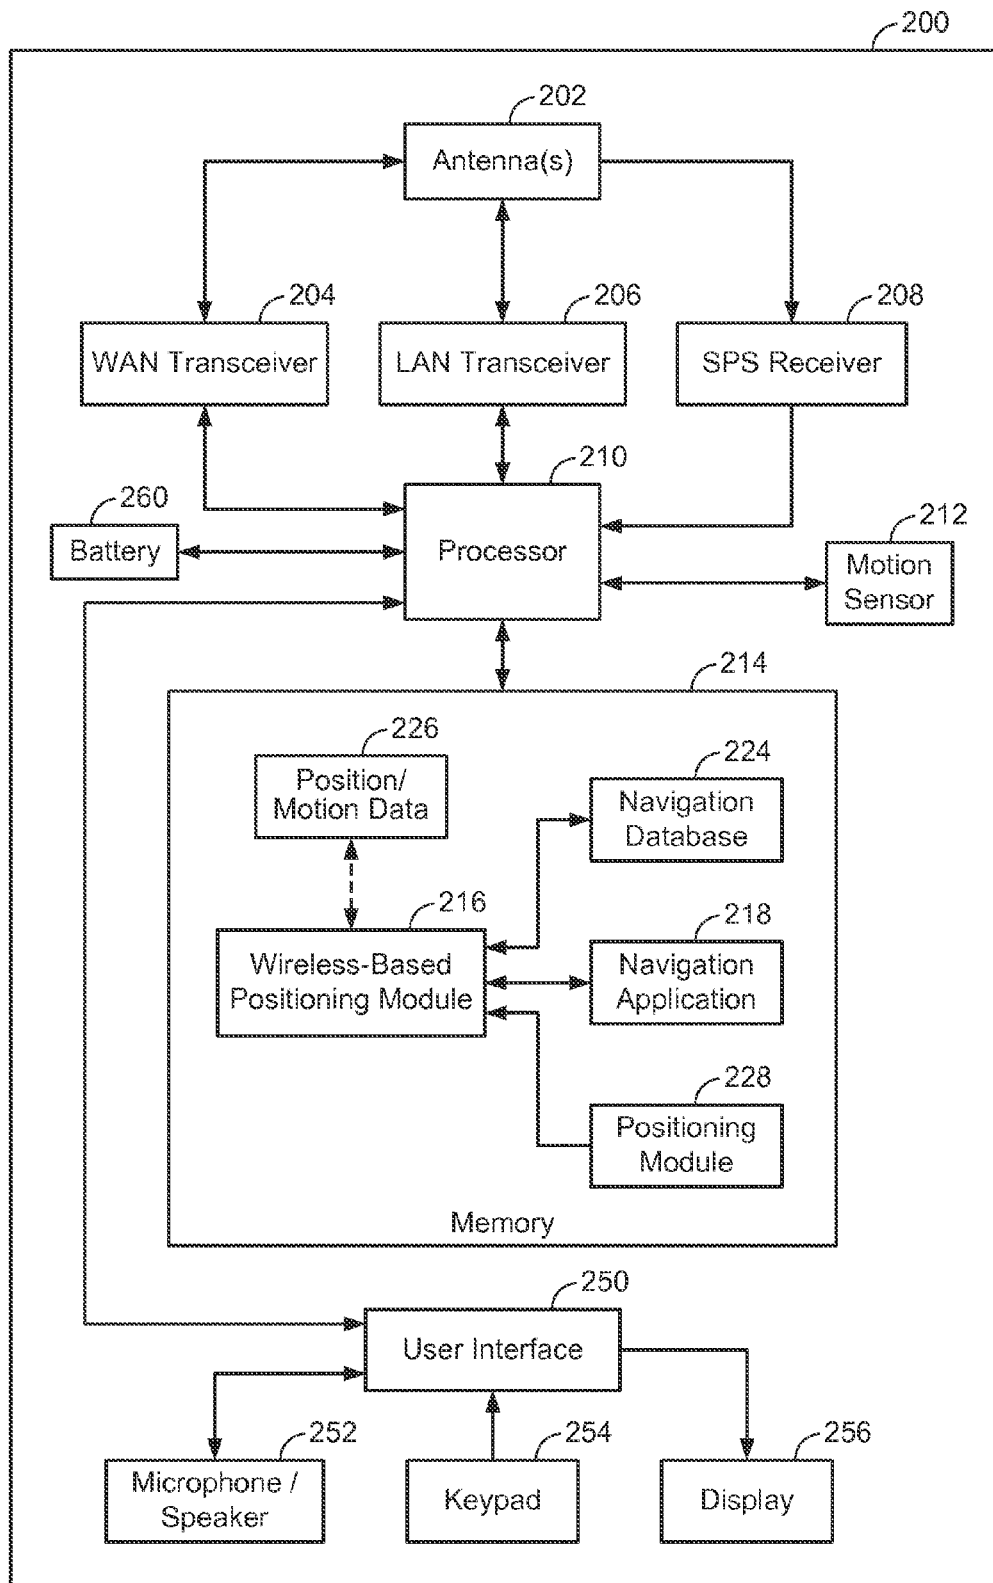 200
202
Antenna(s)
204
206
208
WAN Transceiver
LAN Transceiver
SPS Receiver
210
260
212
Battery
Processor
Motion
Sensor
214
226
224
Position/
Motion Data
Navigation
Database
216
218
Wireless-Based
Positioning Module
Navigation
Application
228
Positioning
Module
Memory
250
User Interface
252
254
256
Microphone /
Speaker
Keypad
Display